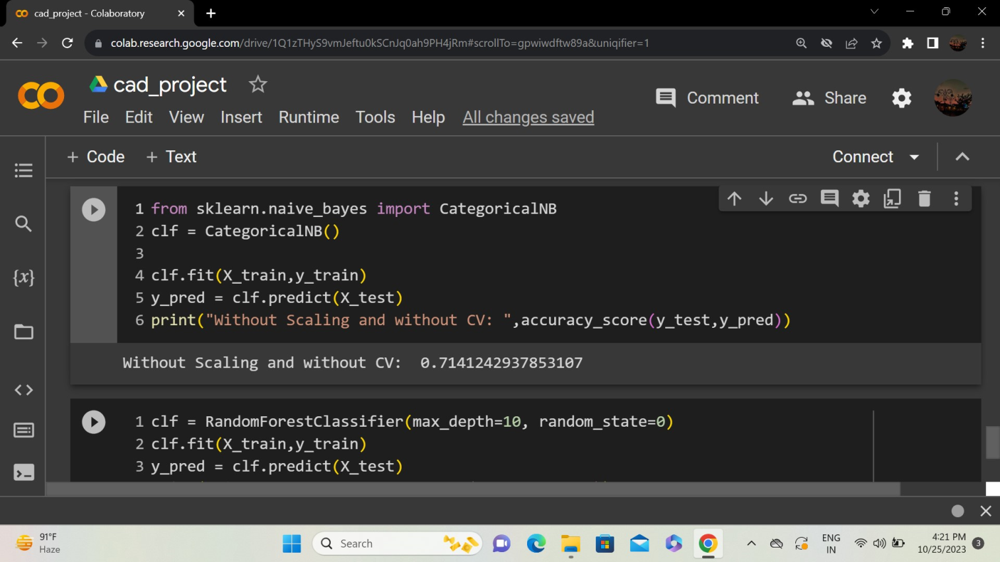 cad_project - Colaboratory
colab.research.google.com/drive/1Q1zTHyS9vmJeftu0kSCnJq0ah9PH4jRm#scrollTo=gpwiwdftw89a&uniqifier=1
cad_project
Comment
Share
File Edit View Insert Runtime Tools Help All changes saved
+ Code + Text
Connect
1 from sklearn.naive_bayes import CategoricalNB
2 clf = CategoricalNB()
3
4 clf.fit(X_train,y_train)
5 y_pred = clf.predict(X_test)
6 print("Without Scaling and without CV: ",accuracy_score(y_test,y_pred))
{x}
Without Scaling and without CV:  0.7141242937853107
1 clf = RandomForestClassifier(max_depth=10, random_state=0)
2 clf.fit(X_train,y_train)
3 y_pred = clf.predict(X_test)
91°F
Haze
Search
ENG
IN
4:21 PM
10/25/2023
3